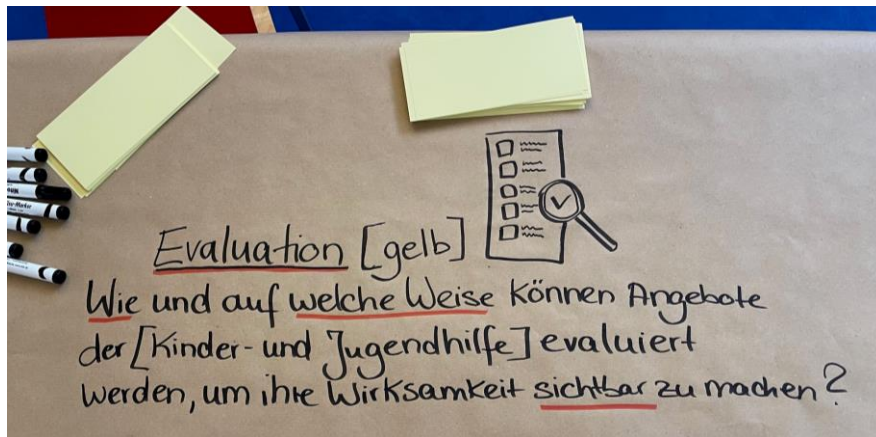 Evaluation [gelb]
Wie und auf welche Weise können Angebote
der [Kinder- und Jugendhilfe] evaluiert
werden, um ihre Wirksamkeit sichtbar zu machen?